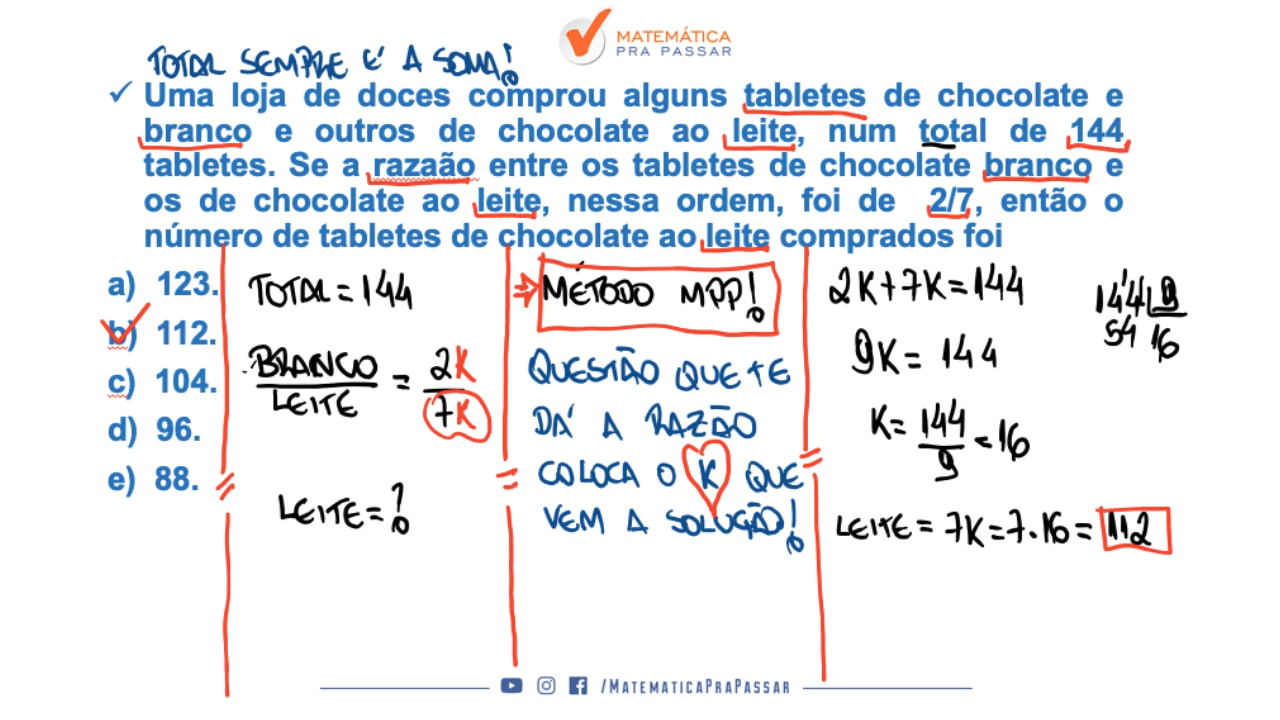 MATEMÁTICA
PRA PASSAR
TOTAL SEMPRE É A SOMA!
✓ Uma loja de doces comprou alguns tabletes de chocolate e
branco e outros de chocolate ao leite, num total de 144
tabletes. Se a razaão entre os tabletes de chocolate branco e
os de chocolate ao leite, nessa ordem, foi de 2/7, então o
número de tabletes de chocolate ao leite comprados foi
a) 123.
b) 112.
c) 104.
d) 96.
e) 88.
TOTAL = 144
BRANCO/LEITE = 2K/7K
LEITE = ?
⇒ MÉTODO MPP!
QUESTÃO QUE TE
DÁ A RAZÃO
COLOCA O K QUE
VEM A SOLUÇÃO!
2K + 7K = 144
9K = 144
K = 144/9 = 16
LEITE = 7K = 7.16 = 112
144 9
54 16
/MATEMATICAPRAPASSAR